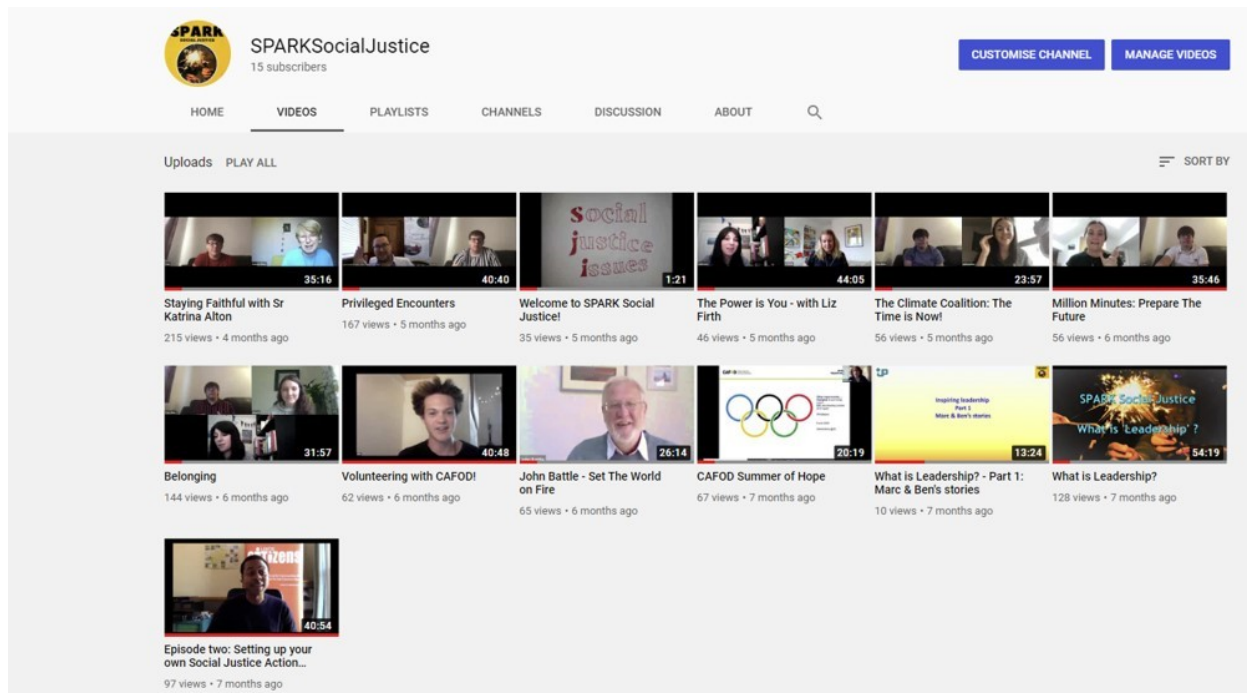 SPARK
SOCIAL JUSTICE
SPARKSocialJustice
15 subscribers
CUSTOMISE CHANNEL
MANAGE VIDEOS
HOME
VIDEOS
PLAYLISTS
CHANNELS
DISCUSSION
ABOUT
Uploads PLAY ALL
SORT BY
35:16
Staying Faithful with Sr
Katrina Alton
215 views • 4 months ago
40:40
Privileged Encounters
167 views • 5 months ago
social
justice
issues
1:21
Welcome to SPARK Social
Justice!
35 views • 5 months ago
44:05
The Power is You - with Liz
Firth
46 views • 5 months ago
23:57
The Climate Coalition: The
Time is Now!
56 views • 5 months ago
35:46
Million Minutes: Prepare The
Future
56 views • 6 months ago
31:57
Belonging
144 views • 6 months ago
40:48
Volunteering with CAFOD!
62 views • 6 months ago
26:14
John Battle - Set The World
on Fire
65 views • 6 months ago
20:19
CAFOD Summer of Hope
67 views • 7 months ago
Inspiring leadership
Part 1
Marc & Ben's stories
13:24
What is Leadership? - Part 1:
Marc & Ben's stories
10 views • 7 months ago
SPARK Social Justice
What is 'Leadership' ?
54:19
What is Leadership?
128 views • 7 months ago
40:54
Episode two: Setting up your
own Social Justice Action...
97 views • 7 months ago